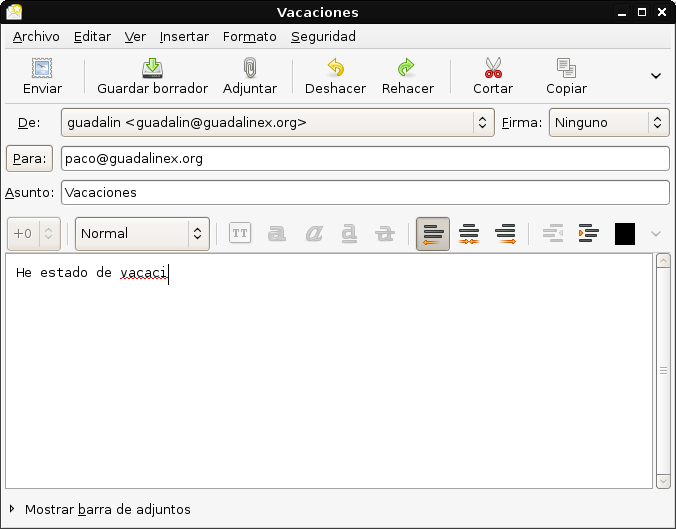 Vacaciones
Archivo Editar Ver Insertar Formato Seguridad
Enviar Guardar borrador Adjuntar Deshacer Rehacer Cortar Copiar
De: guadalin <guadalin@guadalinex.org> Firma: Ninguno
Para: paco@guadalinex.org
Asunto: Vacaciones
+0 Normal TT a a a a
He estado de vacaci
Mostrar barra de adjuntos